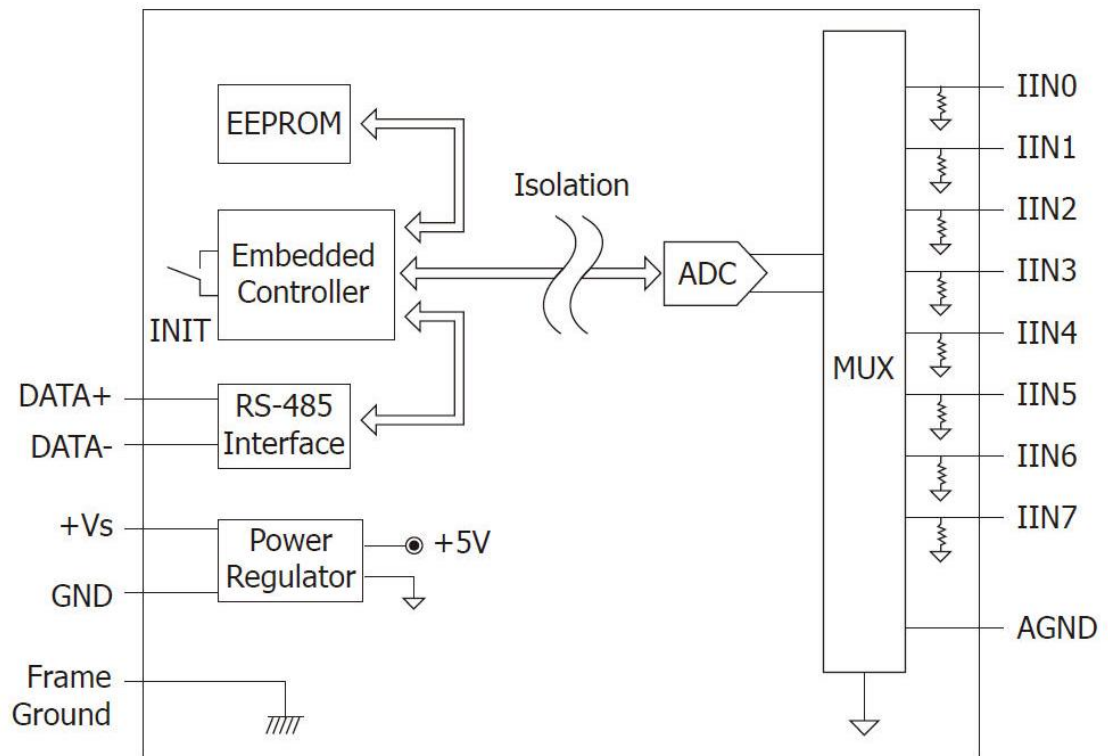 EEPROM
Isolation
Embedded
Controller
INIT
ADC
MUX
DATA+
DATA-
RS-485
Interface
+Vs
GND
Power
Regulator
+5V
Frame
Ground
IIN0
IIN1
IIN2
IIN3
IIN4
IIN5
IIN6
IIN7
AGND